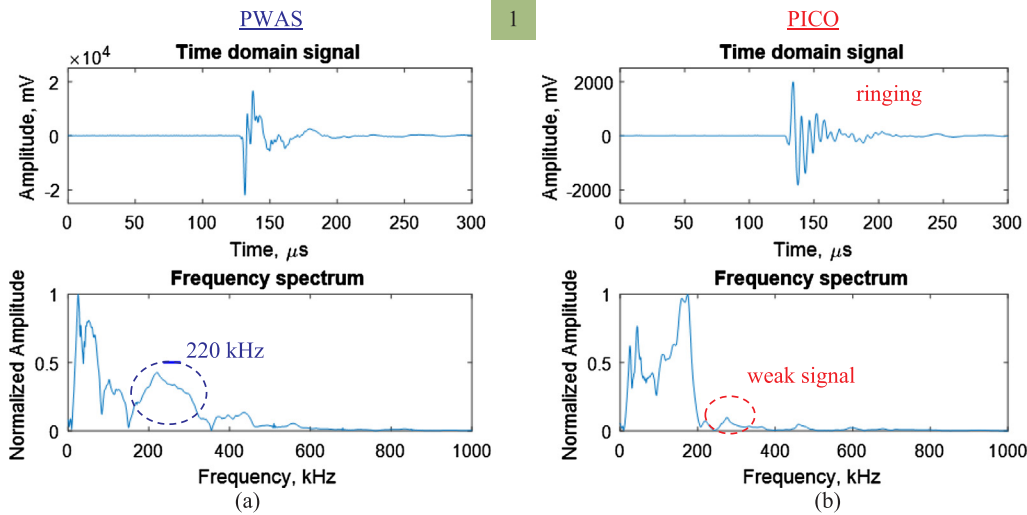 PWAS
1
PICO
Time domain signal
×10⁴
2
0
-2
Amplitude, mV
0 50 100 150 200 250 300
Time, μs
Time domain signal
ringing
2000
0
-2000
Amplitude, mV
0 50 100 150 200 250 300
Time, μs
Frequency spectrum
1
0.5
0
Normalized Amplitude
220 kHz
0 200 400 600 800 1000
Frequency, kHz
(a)
Frequency spectrum
1
0.5
0
Normalized Amplitude
weak signal
0 200 400 600 800 1000
Frequency, kHz
(b)